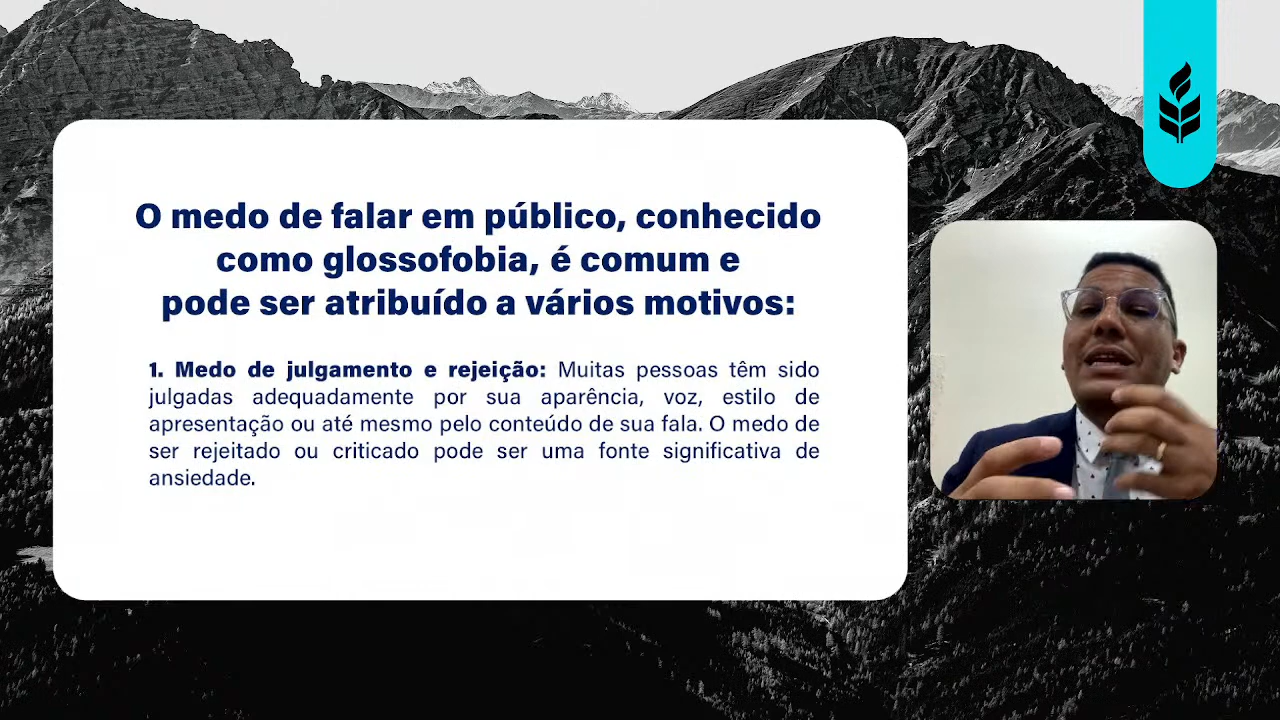 O medo de falar em público, conhecido
como glossofobia, é comum e
pode ser atribuído a vários motivos:
1. Medo de julgamento e rejeição: Muitas pessoas têm sido
julgadas adequadamente por sua aparência, voz, estilo de
apresentação ou até mesmo pelo conteúdo de sua fala. O medo de
ser rejeitado ou criticado pode ser uma fonte significativa de
ansiedade.